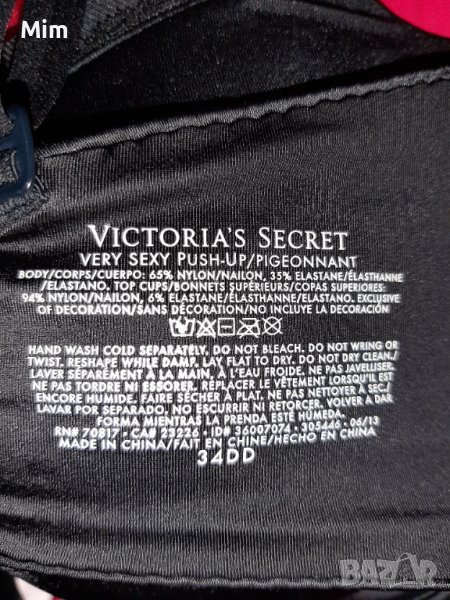 Mim
VICTORIA'S SECRET
VERY SEXY PUSH-UP/PIGEONNANT
BODY/CORPS/CUERPO: 65% NYLON/NAILON, 35% ELASTANE/ÉLASTHANNE
/ELASTANO. TOP CUPS/BONNETS SUPÉRIEURS/COPAS SUPERIORES:
94% NYLON/NAILON, 6% ELASTANE/ÉLASTHANNE/ELASTANO. EXCLUSIVE
OF DECORATION/SANS DÉCORATION/NO INCLUYE LA DECORACIÓN
HAND WASH COLD SEPARATELY. DO NOT BLEACH. DO NOT WRING OR
TWIST. RESHAPE WHILE DAMP. LAY FLAT TO DRY. DO NOT DRY CLEAN/
LAVER SÉPARÉMENT À LA MAIN, À L'EAU FROIDE. NE PAS JAVELLISER.
NE PAS TORDRE NI ESSORER. REPLACER LE VÊTEMENT LORSQU'IL EST
ENCORE HUMIDE. FAIRE SÉCHER À PLAT. NE PAS NETTOYER À SEC/
LAVAR POR SEPARADO. NO ESCURRIR NI RETORCER. VOLVER A DAR
FORMA MIENTRAS LA PRENDA ESTÉ HÚMEDA.
RN# 70817 · CA# 23226 · ID# 36007074 · 305446 · 06/13
MADE IN CHINA/FAIT EN CHINE/HECHO EN CHINA
34DD
BAZAR